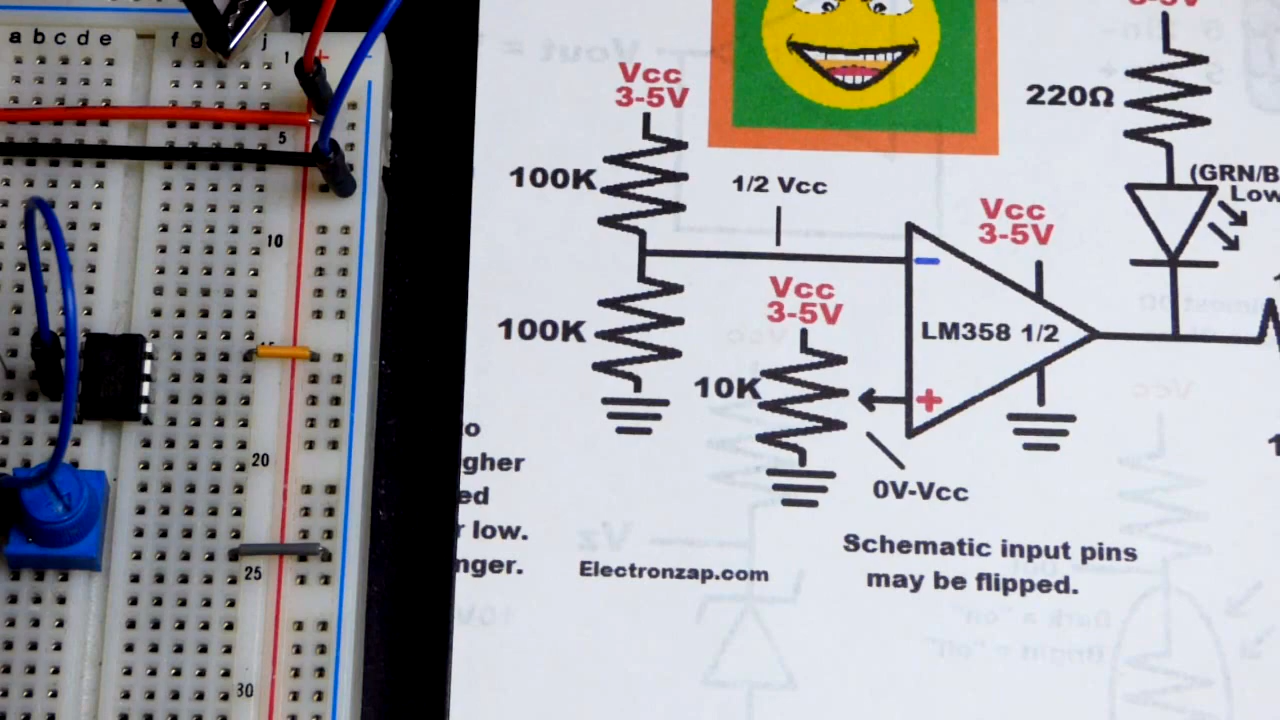 a b c d e
f g j
1
5
10
20
25
30
+
-
3-5V
Vcc
3-5V
220Ω
100K
1/2 Vcc
(GRN/B
Low
Vcc
3-5V
-
Vcc
3-5V
100K
LM358 1/2
10K
+
o
gher
ed
r low.
nger.
0V-Vcc
Electronzap.com
Schematic input pins
may be flipped.